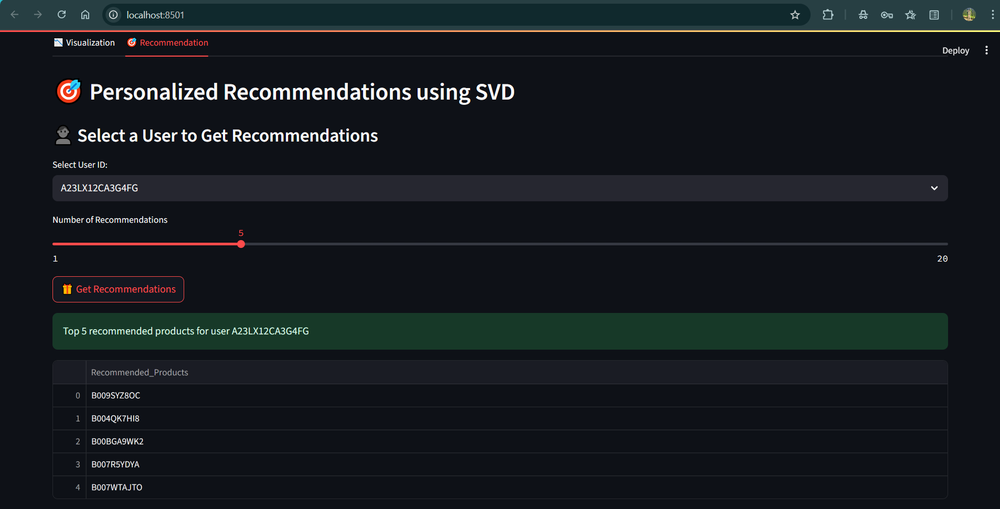 localhost:8501
Visualization
Recommendation
Deploy
Personalized Recommendations using SVD
Select a User to Get Recommendations
Select User ID:
A23LX12CA3G4FG
Number of Recommendations
5
1
20
Get Recommendations
Top 5 recommended products for user A23LX12CA3G4FG
Recommended_Products
0 B009SYZ8OC
1 B004QK7HI8
2 B00BGA9WK2
3 B007R5YDYA
4 B007WTAJTO